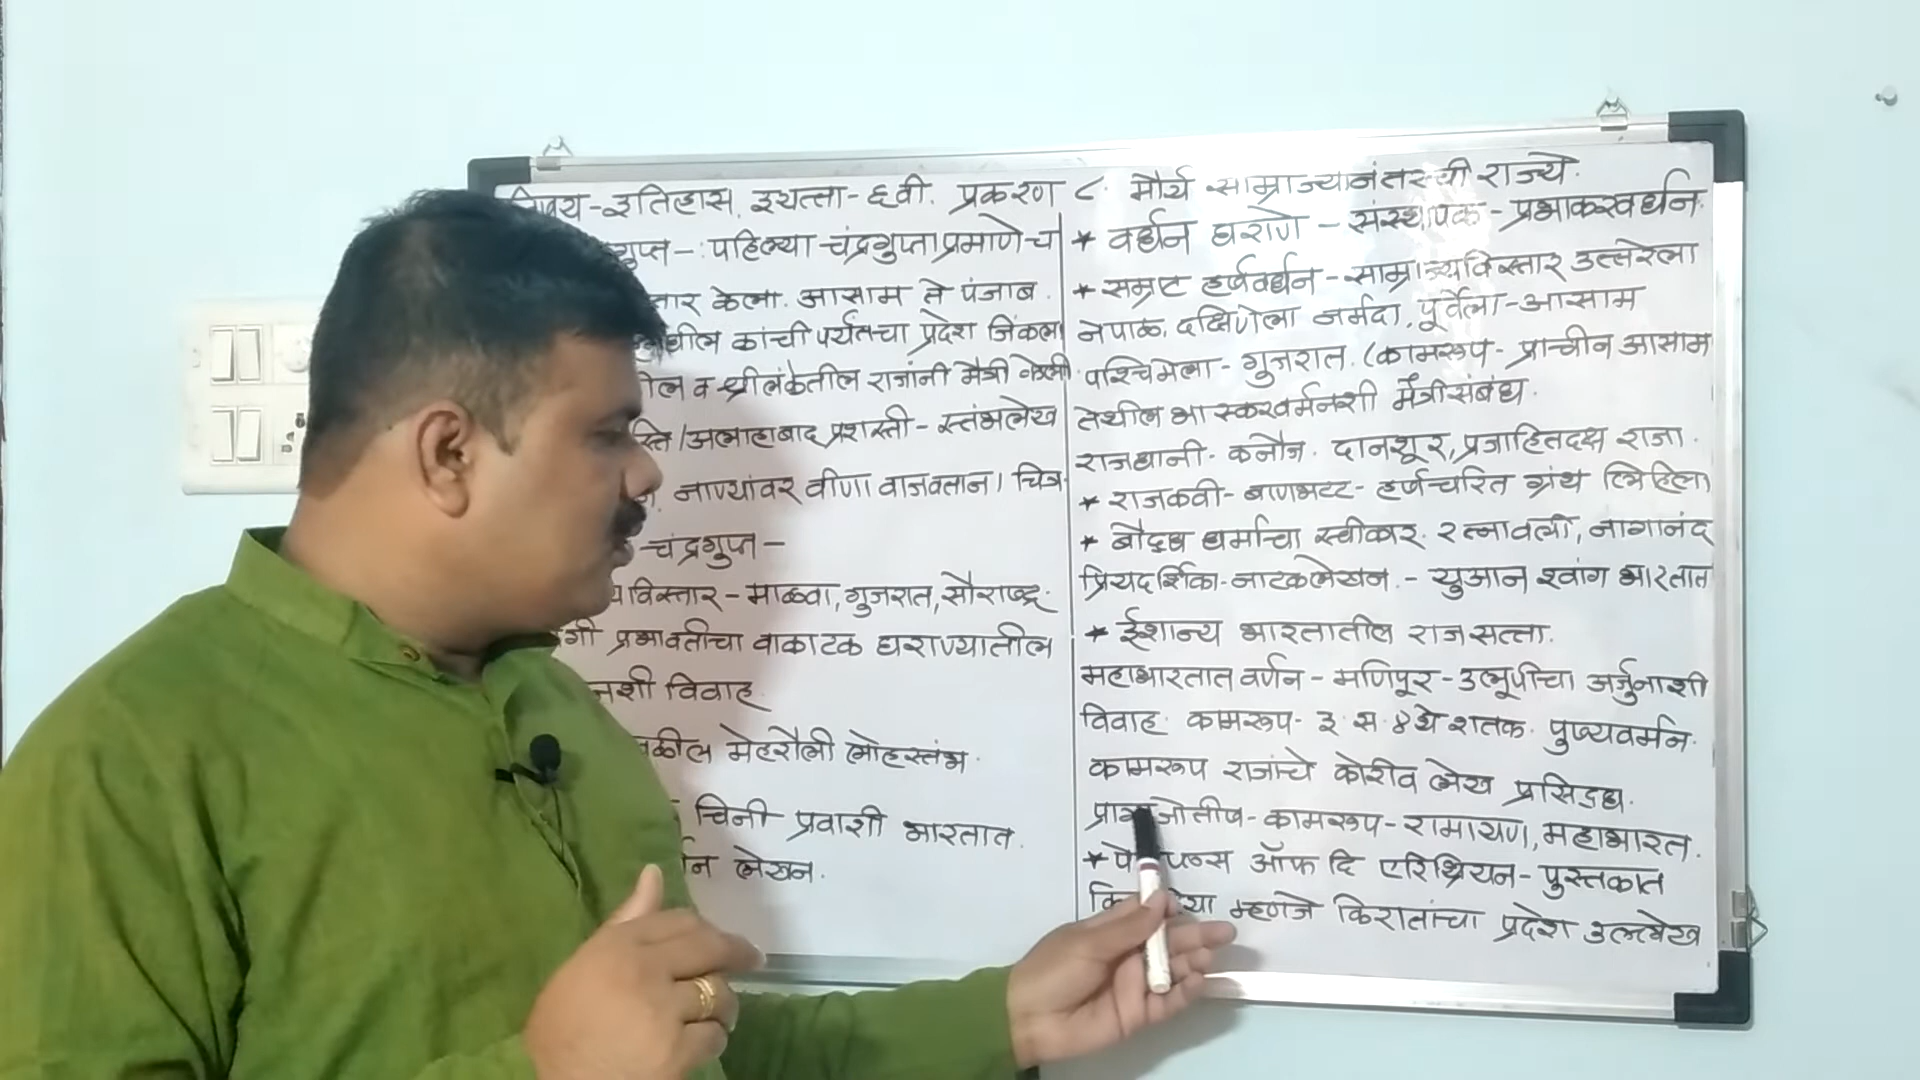 विषय - इतिहास. इयत्ता - ६वी. प्रकरण ८. मौर्य साम्राज्यानंतरची राज्ये.
गुप्त - : पहिल्या चंद्रगुप्ताप्रमाणेच
केला. आसाम ते पंजाब.
कांची पर्यंतचा प्रदेश जिंकला
व श्रीलंकेतील राजांनी मैत्री केली.
/अलाहाबाद प्रशस्ती - स्तंभलेख
नाण्यांवर वीणा वाजवताना चित्र.
चंद्रगुप्त -
विस्तार - माळवा, गुजरात, सौराष्ट्र.
प्रभावतीचा वाकाटक घराण्यातील
विवाह.
मेहरौली लोहस्तंभ.
चिनी प्रवाशी भारतात.
लेखन.
* वर्धन घराणे - संस्थापक - प्रभाकरवर्धन.
* सम्राट हर्षवर्धन - साम्राज्यविस्तार उत्तरेला
नेपाळ, दक्षिणेला नर्मदा, पूर्वेला - आसाम
पश्चिमेला - गुजरात. (कामरूप - प्राचीन आसाम
तेथील भास्करवर्मनशी मैत्रीसंबंध.
राजधानी - कनौज. दानशूर, प्रजाहितदक्ष राजा.
* राजकवी - बाणभट्ट - हर्षचरित ग्रंथ लिहिला
* बौद्ध धर्माचा स्वीकार. रत्नावली, नागानंद
प्रियदर्शिका - नाटकलेखन. - युआन श्वांग भारतात
* ईशान्य भारतातील राजसत्ता.
महाभारतात वर्णन - मणिपूर - उलूपीचा अर्जुनाशी
विवाह. कामरूप - इ. स. ४थे शतक. पुष्यवर्मन.
कामरूप राजांचे कोरीव लेख प्रसिद्ध.
प्राग्जोतीष - कामरूप - रामायण, महाभारत.
* ऑफ दि एरिथ्रियन - पुस्तकात
म्हणजे किरातांचा प्रदेश उल्लेख